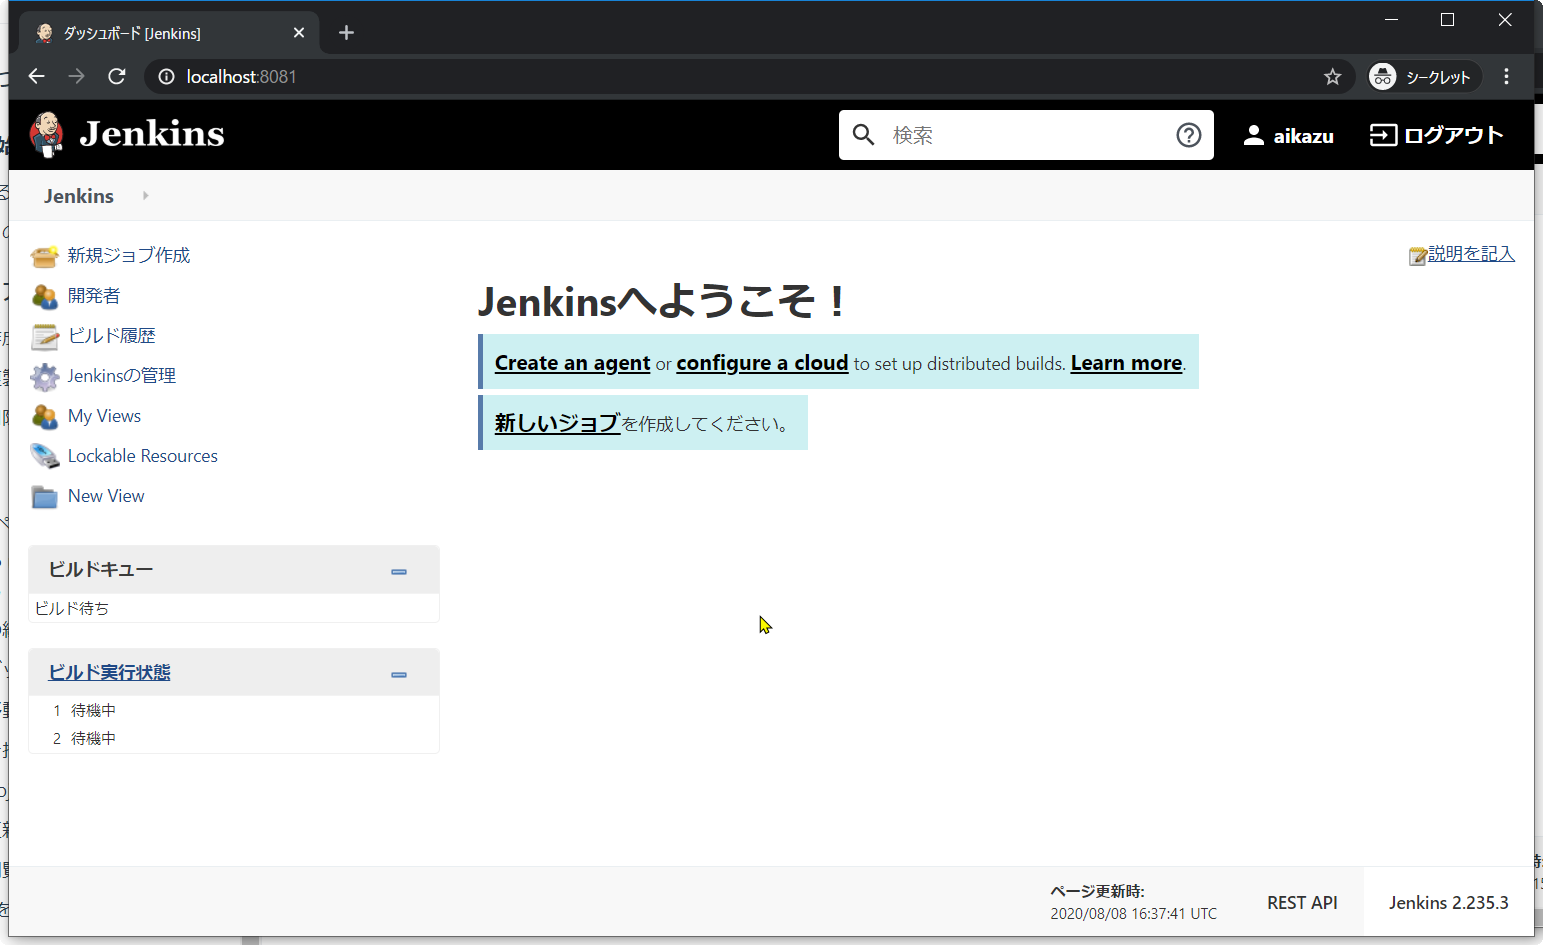 ダッシュボード [Jenkins]
localhost:8081
シークレット
Jenkins
検索
aikazu
ログアウト
Jenkins
新規ジョブ作成
開発者
ビルド履歴
Jenkinsの管理
My Views
Lockable Resources
New View
説明を記入
Jenkinsへようこそ！
Create an agent or configure a cloud to set up distributed builds. Learn more.
新しいジョブを作成してください。
ビルドキュー
ビルド待ち
ビルド実行状態
1 待機中
2 待機中
ページ更新時:
2020/08/08 16:37:41 UTC
REST API
Jenkins 2.235.3